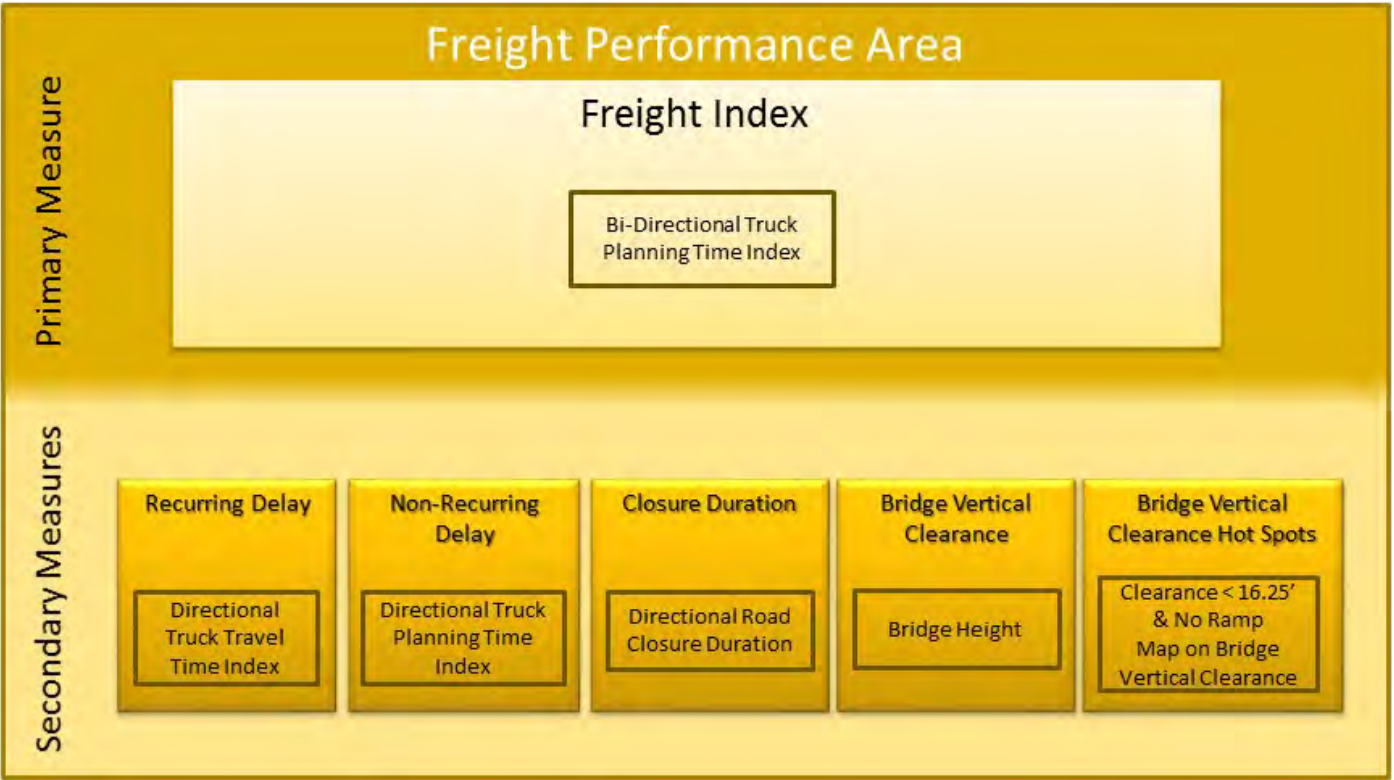 Freight Performance Area
Primary Measure
Freight Index
Bi-Directional Truck
Planning Time Index
Secondary Measures
Recurring Delay
Directional
Truck Travel
Time Index
Non-Recurring
Delay
Directional Truck
Planning Time
Index
Closure Duration
Directional Road
Closure Duration
Bridge Vertical
Clearance
Bridge Height
Bridge Vertical
Clearance Hot Spots
Clearance < 16.25’
& No Ramp
Map on Bridge
Vertical Clearance